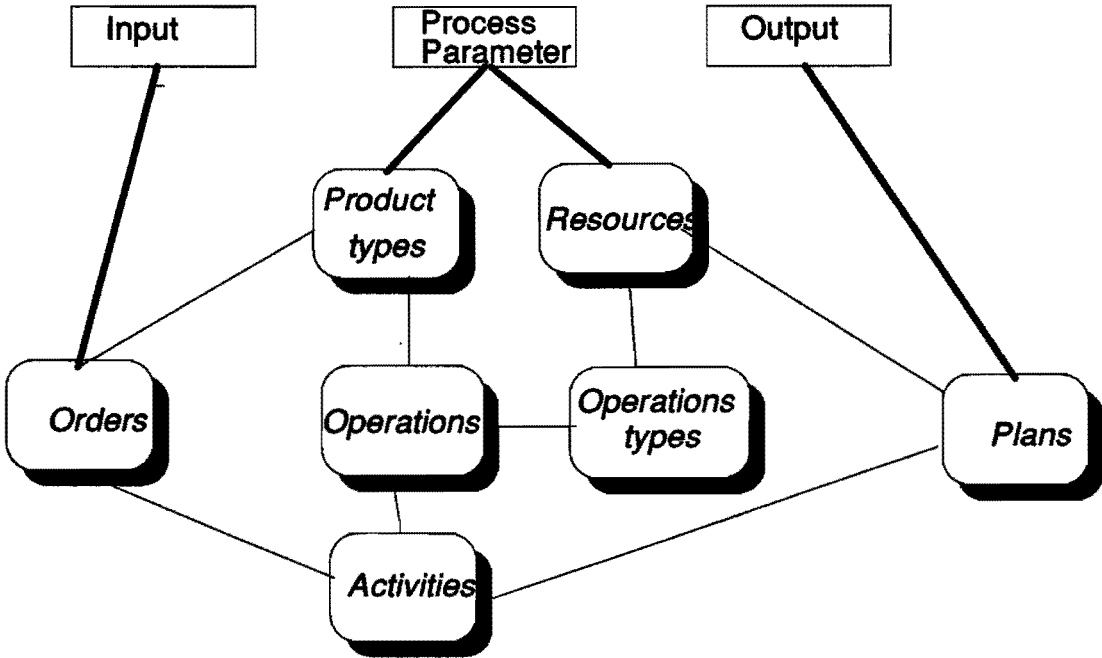 Input
Process
Parameter
Output
Product
types
Resources
Orders
Operations
Operations
types
Plans
Activities